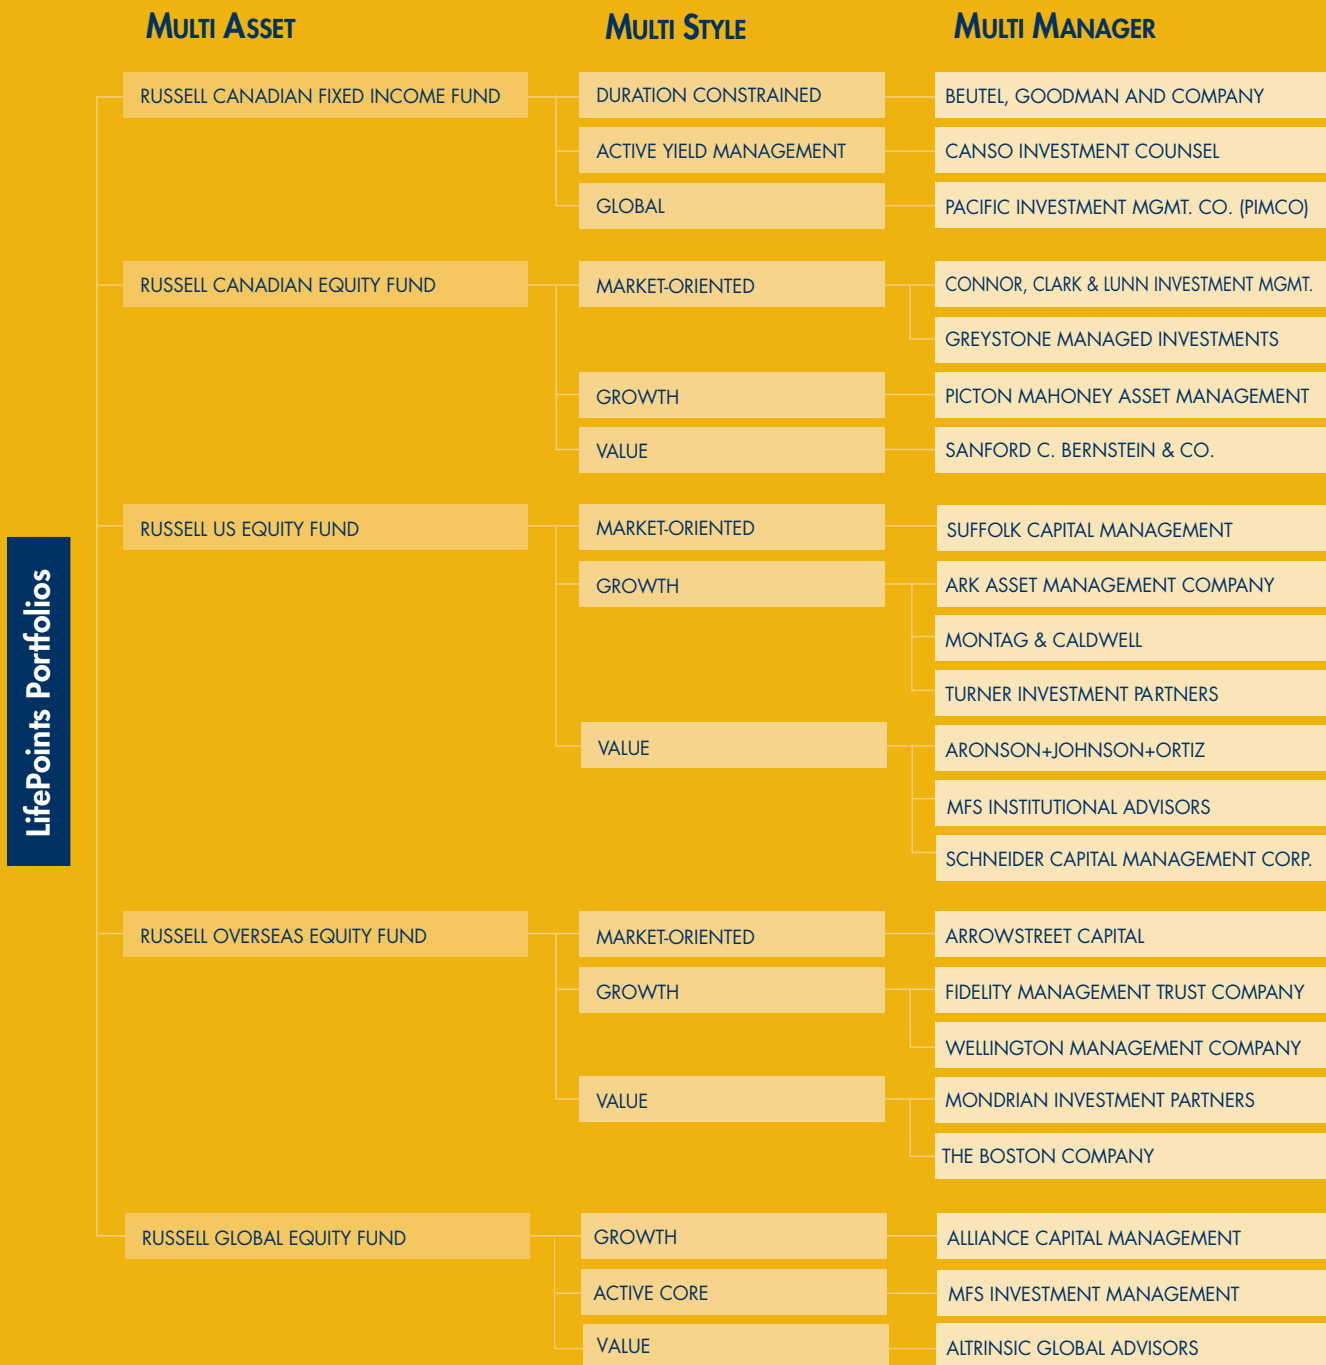 MULTI ASSET
MULTI STYLE
MULTI MANAGER
LifePoints Portfolios
RUSSELL CANADIAN FIXED INCOME FUND
DURATION CONSTRAINED
BEUTEL, GOODMAN AND COMPANY
ACTIVE YIELD MANAGEMENT
CANSO INVESTMENT COUNSEL
GLOBAL
PACIFIC INVESTMENT MGMT. CO. (PIMCO)
RUSSELL CANADIAN EQUITY FUND
MARKET-ORIENTED
CONNOR, CLARK & LUNN INVESTMENT MGMT.
GREYSTONE MANAGED INVESTMENTS
GROWTH
PICTON MAHONEY ASSET MANAGEMENT
VALUE
SANFORD C. BERNSTEIN & CO.
RUSSELL US EQUITY FUND
MARKET-ORIENTED
SUFFOLK CAPITAL MANAGEMENT
GROWTH
ARK ASSET MANAGEMENT COMPANY
MONTAG & CALDWELL
TURNER INVESTMENT PARTNERS
VALUE
ARONSON+JOHNSON+ORTIZ
MFS INSTITUTIONAL ADVISORS
SCHNEIDER CAPITAL MANAGEMENT CORP.
RUSSELL OVERSEAS EQUITY FUND
MARKET-ORIENTED
ARROWSTREET CAPITAL
GROWTH
FIDELITY MANAGEMENT TRUST COMPANY
WELLINGTON MANAGEMENT COMPANY
VALUE
MONDRIAN INVESTMENT PARTNERS
THE BOSTON COMPANY
RUSSELL GLOBAL EQUITY FUND
GROWTH
ALLIANCE CAPITAL MANAGEMENT
ACTIVE CORE
MFS INVESTMENT MANAGEMENT
VALUE
ALTRINSIC GLOBAL ADVISORS